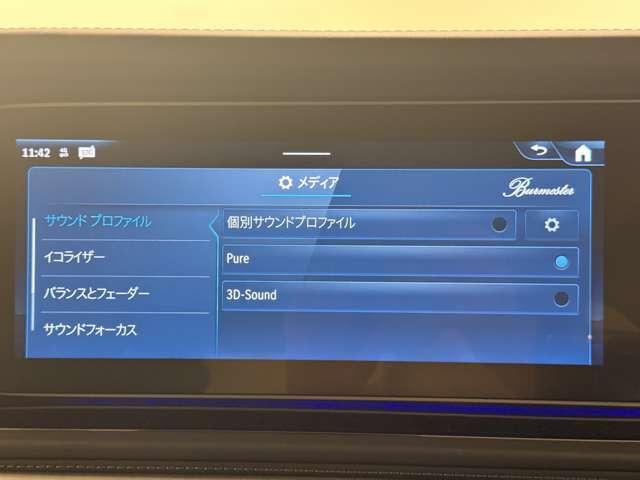 11:42
メディア
Burmester
サウンド プロファイル
個別サウンドプロファイル
イコライザー
Pure
バランスとフェーダー
3D-Sound
サウンドフォーカス